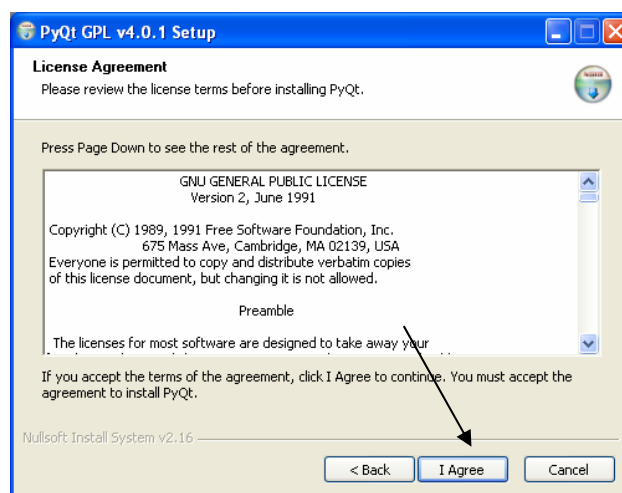 PyQt GPL v4.0.1 Setup
License Agreement
Please review the license terms before installing PyQt.
Press Page Down to see the rest of the agreement.
GNU GENERAL PUBLIC LICENSE
Version 2, June 1991
Copyright (C) 1989, 1991 Free Software Foundation, Inc.
675 Mass Ave, Cambridge, MA 02139, USA
Everyone is permitted to copy and distribute verbatim copies
of this license document, but changing it is not allowed.
Preamble
The licenses for most software are designed to take away your
If you accept the terms of the agreement, click I Agree to continue. You must accept the
agreement to install PyQt.
Nullsoft Install System v2.16
< Back I Agree Cancel